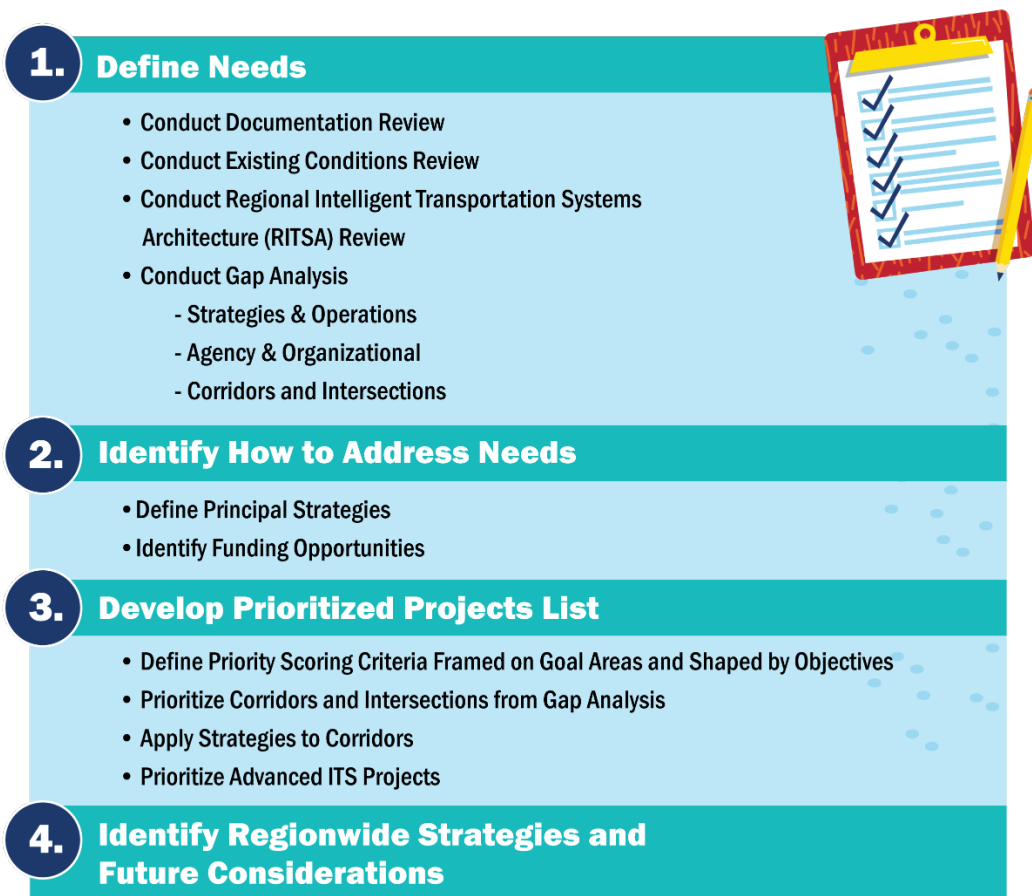 1. Define Needs
• Conduct Documentation Review
• Conduct Existing Conditions Review
• Conduct Regional Intelligent Transportation Systems
Architecture (RITSA) Review
• Conduct Gap Analysis
- Strategies & Operations
- Agency & Organizational
- Corridors and Intersections
2. Identify How to Address Needs
• Define Principal Strategies
• Identify Funding Opportunities
3. Develop Prioritized Projects List
• Define Priority Scoring Criteria Framed on Goal Areas and Shaped by Objectives
• Prioritize Corridors and Intersections from Gap Analysis
• Apply Strategies to Corridors
• Prioritize Advanced ITS Projects
4. Identify Regionwide Strategies and
Future Considerations